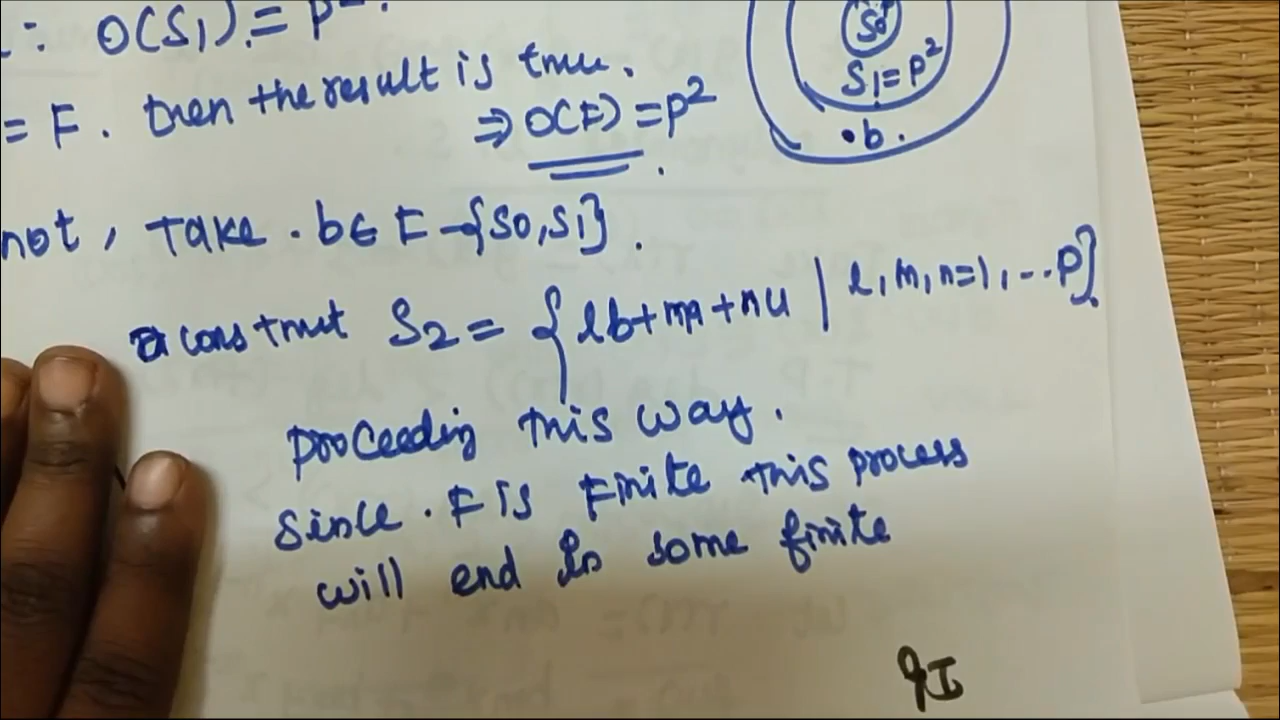 ∴ O(S1) = p2.
S0
S1=p2
= F. then the result is true.
⇒ O(F) = p2
.b.
not, Take . b∈ F -{S0,S1}.
construct S2 = { lb+ma+nu | l,m,n=1,...p}
proceeding this way.
since . F is Finite this process
will end in some finite